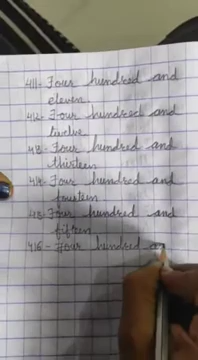 411- Four hundred and
eleven.
412- Four hundred and
twelve
413- Four hundred and
thirteen
414- Four hundred and
fourteen
415- Four hundred and
fifteen
416- Four hundred an